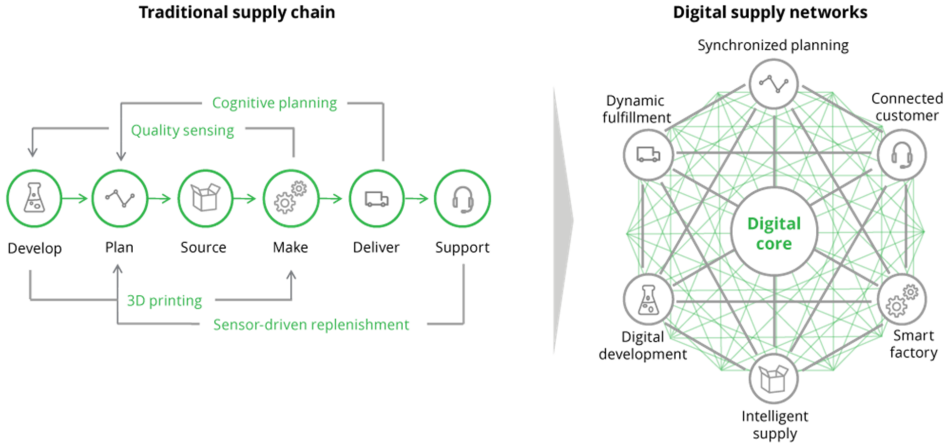 Traditional supply chain
Cognitive planning
Quality sensing
Develop
Plan
Source
Make
Deliver
Support
3D printing
Sensor-driven replenishment
Digital supply networks
Synchronized planning
Dynamic
fulfillment
Connected
customer
Digital
core
Digital
development
Smart
factory
Intelligent
supply